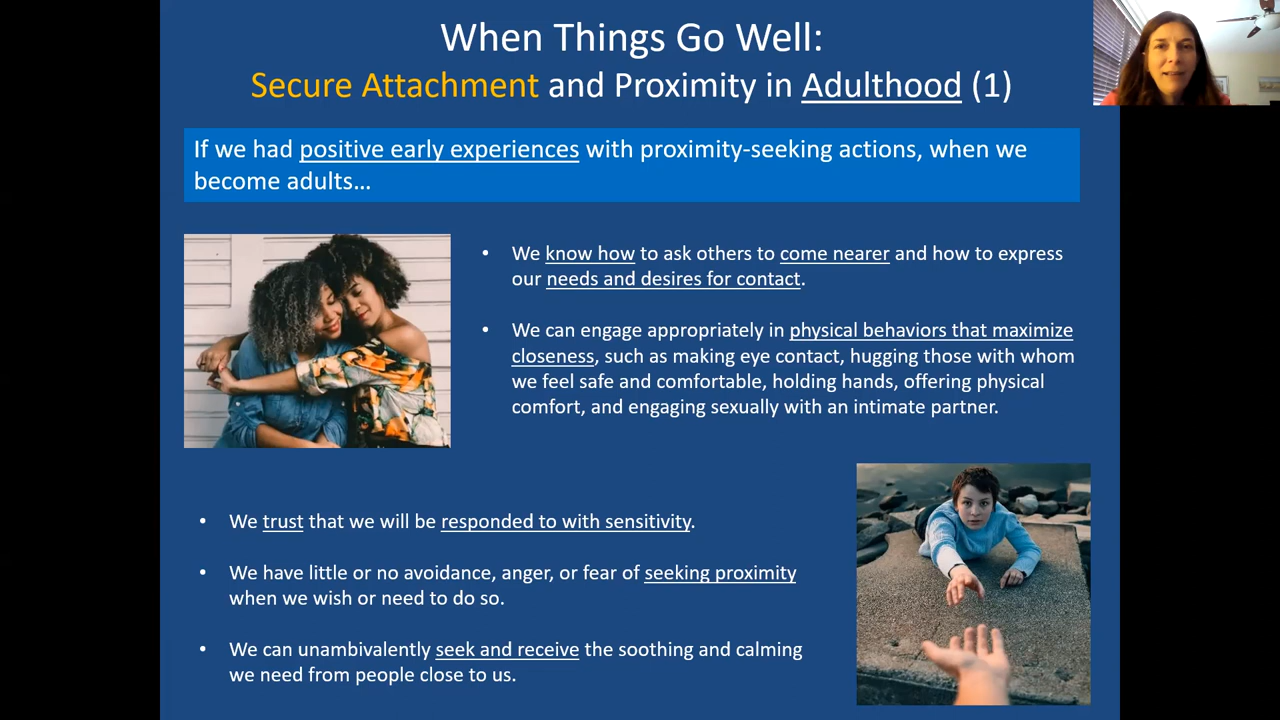 When Things Go Well:
Secure Attachment and Proximity in Adulthood (1)
If we had positive early experiences with proximity-seeking actions, when we
become adults…
• We know how to ask others to come nearer and how to express
our needs and desires for contact.
• We can engage appropriately in physical behaviors that maximize
closeness, such as making eye contact, hugging those with whom
we feel safe and comfortable, holding hands, offering physical
comfort, and engaging sexually with an intimate partner.
• We trust that we will be responded to with sensitivity.
• We have little or no avoidance, anger, or fear of seeking proximity
when we wish or need to do so.
• We can unambivalently seek and receive the soothing and calming
we need from people close to us.